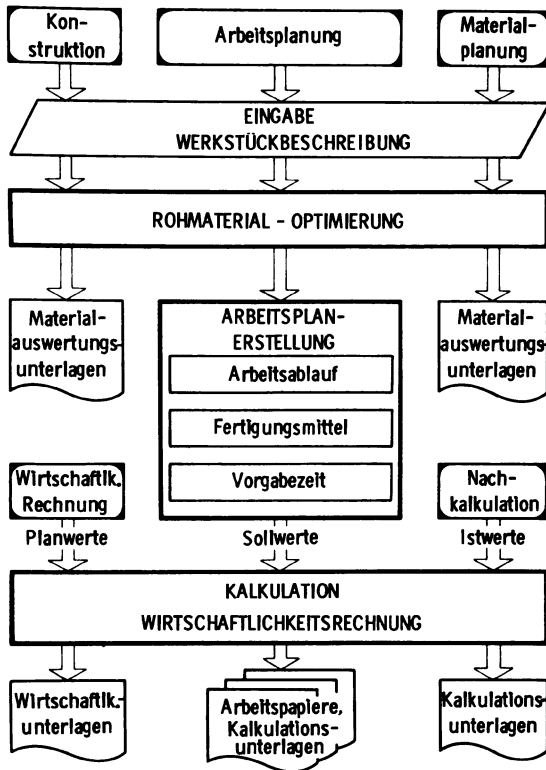 Kon-
struktion
Arbeitsplanung
Material-
planung
EINGABE
WERKSTÜCKBESCHREIBUNG
ROHMATERIAL - OPTIMIERUNG
Material-
auswertungs-
unterlagen
ARBEITSPLAN-
ERSTELLUNG
Arbeitsablauf
Fertigungsmittel
Vorgabezeit
Material-
auswertungs-
unterlagen
Wirtschaftlk.
Rechnung
Nach-
kalkulation
Planwerte
Sollwerte
Istwerte
KALKULATION
WIRTSCHAFTLICHKEITSRECHNUNG
Wirtschaftlk.-
unterlagen
Arbeitspapiere,
Kalkulations-
unterlagen
Kalkulations-
unterlagen